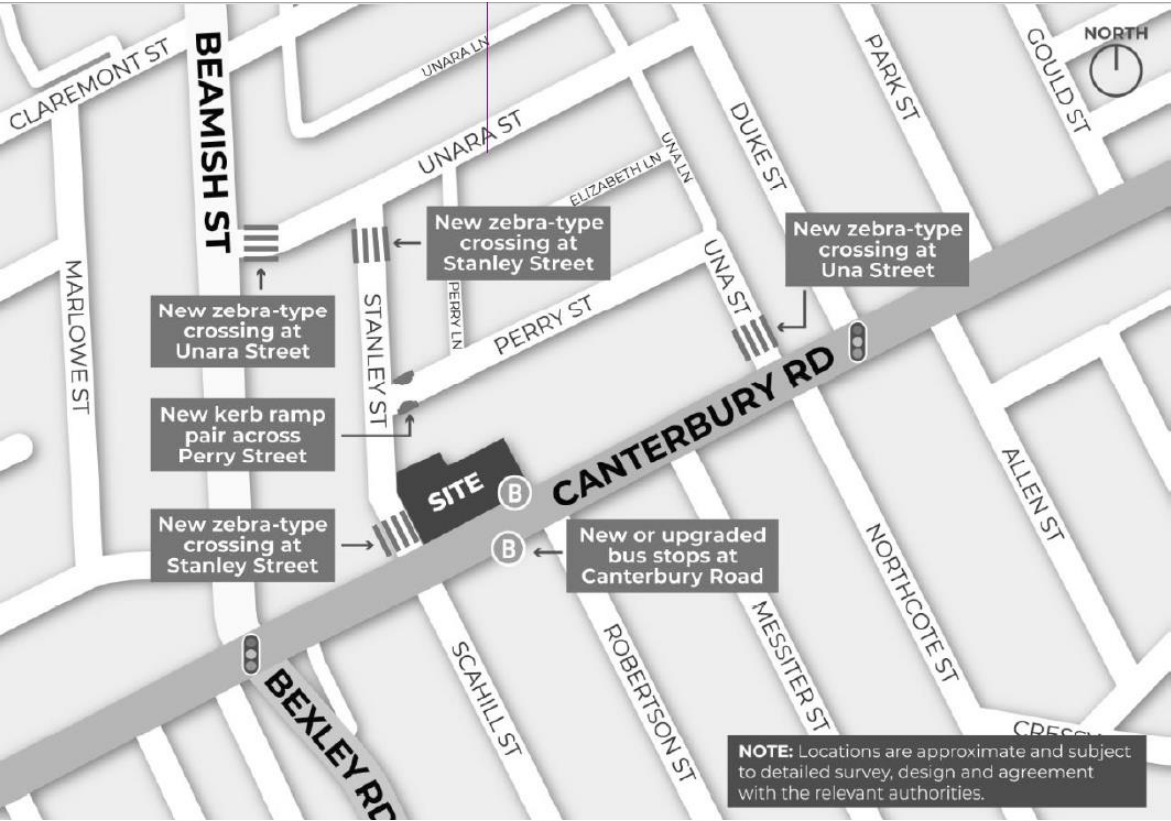 CLAREMONT ST
BEAMISH ST
UNARA LN
UNARA ST
PARK ST
GOULD ST
NORTH
DUKE ST
UNA LN
ELIZABETH LN
New zebra-type
crossing at
Stanley Street
New zebra-type
crossing at
Una Street
MARLOWE ST
New zebra-type
crossing at
Unara Street
STANLEY ST
PERRY LN
PERRY ST
UNA ST
New kerb ramp
pair across
Perry Street
CANTERBURY RD
SITE
B
B
New zebra-type
crossing at
Stanley Street
New or upgraded
bus stops at
Canterbury Road
ALLEN ST
NORTHCOTE ST
MESSITER ST
ROBERTSON ST
SCAHILL ST
BEXLEY RD
NOTE: Locations are approximate and subject
to detailed survey, design and agreement
with the relevant authorities.